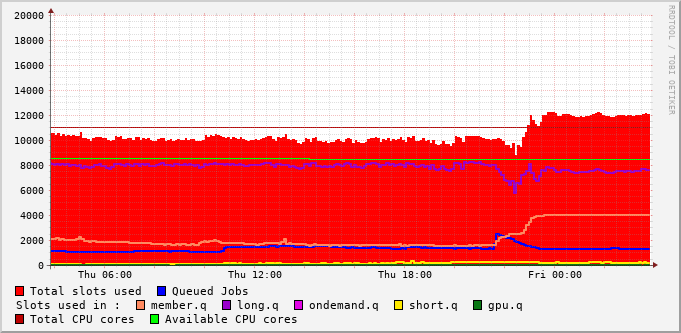 20000
18000
16000
14000
12000
10000
8000
6000
4000
2000
0
Thu 06:00 Thu 12:00 Thu 18:00 Fri 00:00
RRDTOOL / TOBI OETIKER
Total slots used Queued Jobs
Slots used in : member.q long.q ondemand.q short.q gpu.q
Total CPU cores Available CPU cores